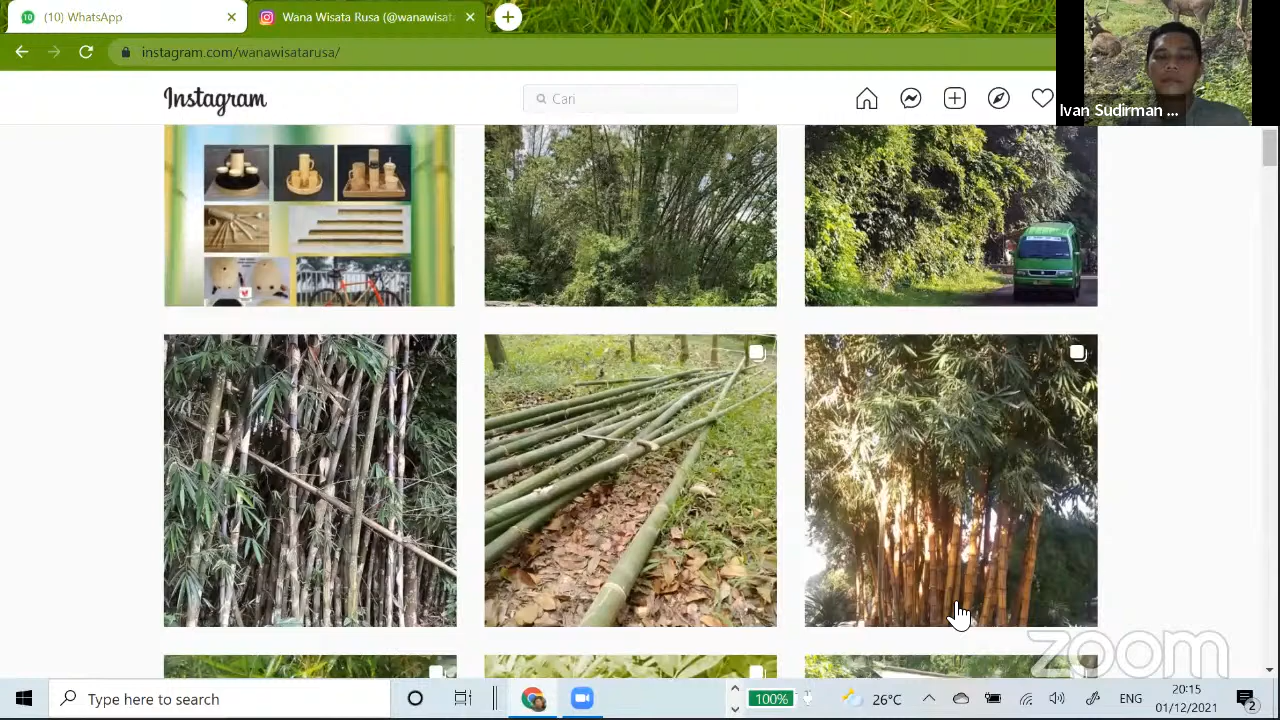 (10) WhatsApp
Wana Wisata Rusa (@wanawisata
instagram.com/wanawisatarusa/
Instagram
Cari
Ivan Sudirman ...
zoom
Type here to search
100%
26°C
ENG
20:15
01/12/2021
2